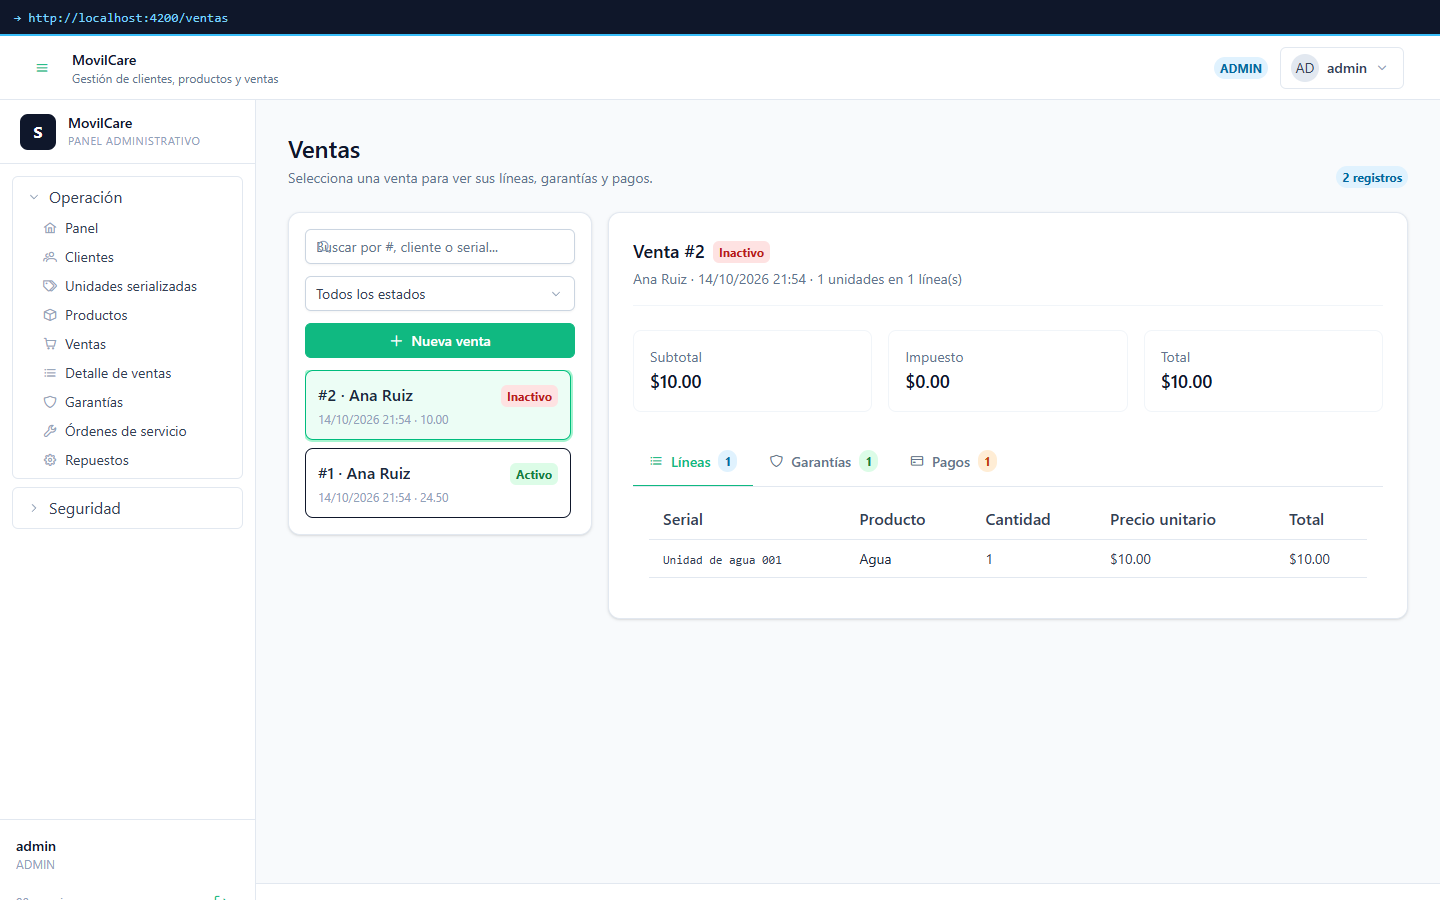 → http://localhost:4200/ventas
MovilCare
Gestión de clientes, productos y ventas
ADMIN
AD admin
S
MovilCare
PANEL ADMINISTRATIVO
Operación
Panel
Clientes
Unidades serializadas
Productos
Ventas
Detalle de ventas
Garantías
Órdenes de servicio
Repuestos
Seguridad
admin
ADMIN
Ventas
Selecciona una venta para ver sus líneas, garantías y pagos.
2 registros
Buscar por #, cliente o serial...
Todos los estados
+ Nueva venta
#2 · Ana Ruiz Inactivo
14/10/2026 21:54 · 10.00
#1 · Ana Ruiz Activo
14/10/2026 21:54 · 24.50
Venta #2 Inactivo
Ana Ruiz · 14/10/2026 21:54 · 1 unidades en 1 línea(s)
Subtotal Impuesto Total
$10.00 $0.00 $10.00
Líneas 1 Garantías 1 Pagos 1
Serial Producto Cantidad Precio unitario Total
Unidad de agua 001 Agua 1 $10.00 $10.00